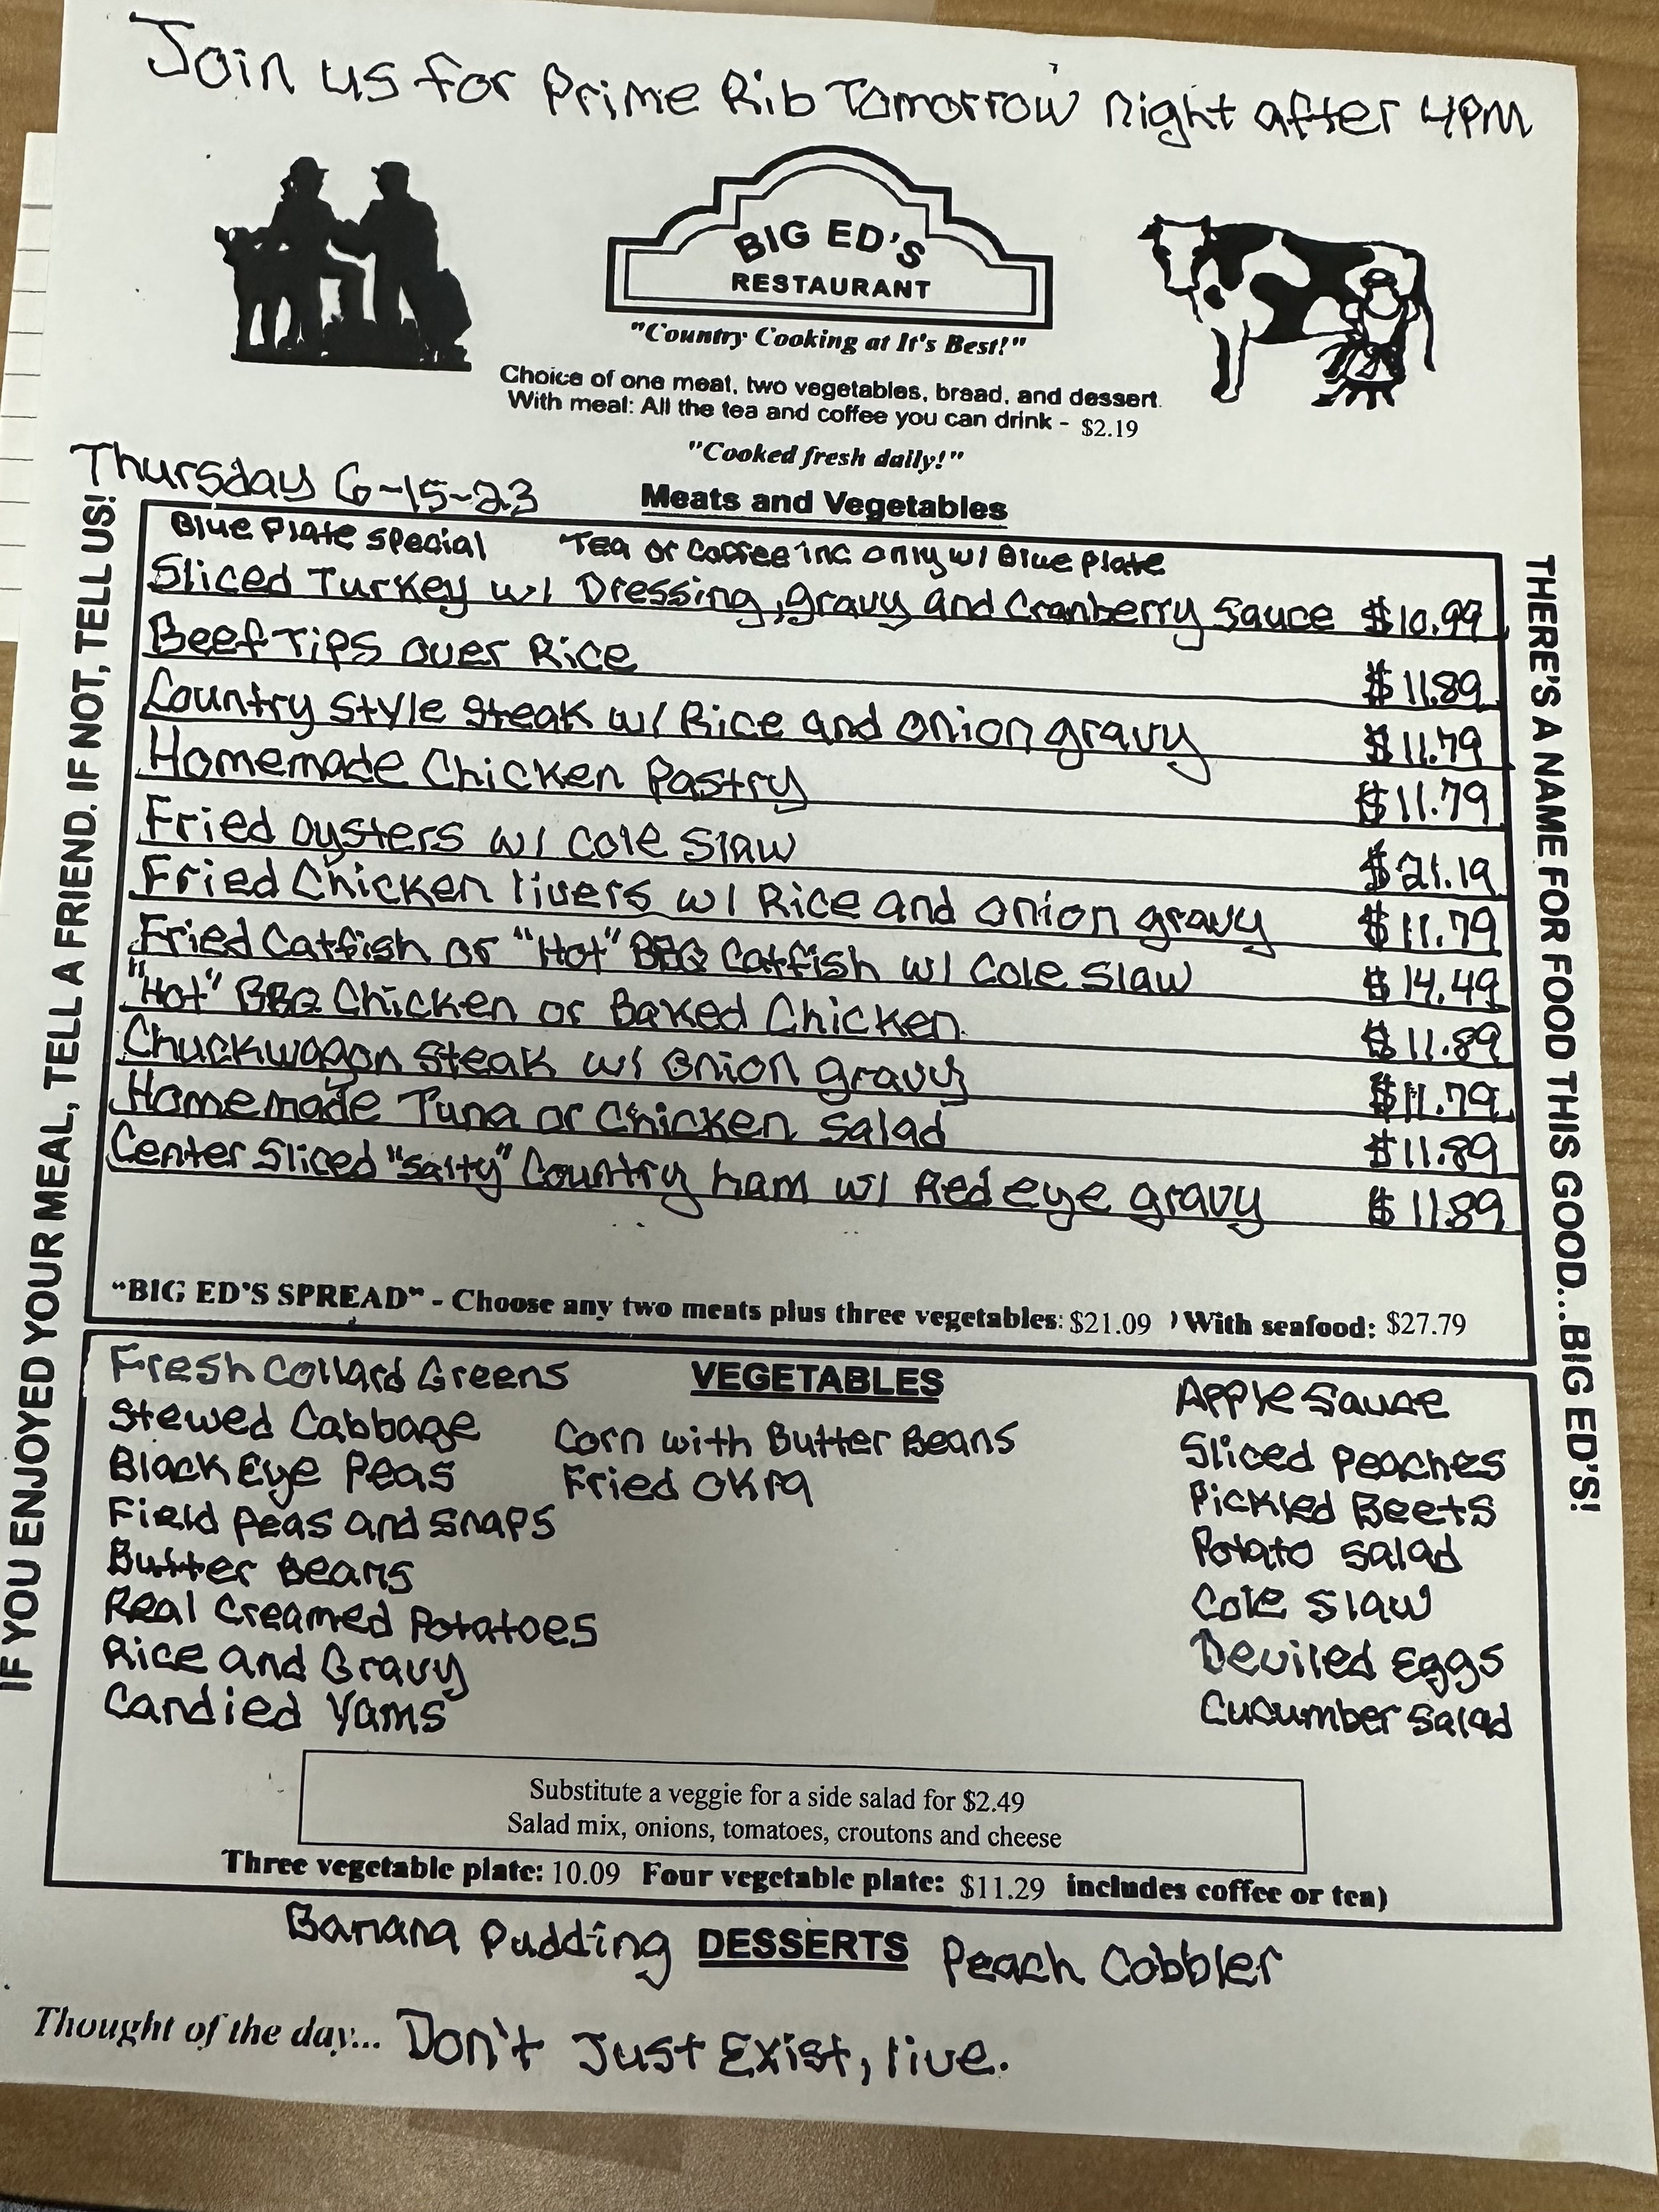 Join us for Prime Rib Tomorrow night after 4PM
BIG ED'S
RESTAURANT
"Country Cooking at It's Best!"
Choice of one meat, two vegetables, bread, and dessert.
With meal: All the tea and coffee you can drink - $2.19
"Cooked fresh daily!"
Thursday 6-15-23
Meats and Vegetables
Blue Plate Special Tea or Coffee inc only w/ Blue Plate
Sliced Turkey w/ Dressing, gravy and Cranberry Sauce $10.99
Beef Tips over Rice $11.89
Country Style Steak w/ Rice and onion gravy $11.79
Homemade Chicken Pastry $11.79
Fried Oysters w/ Cole Slaw $21.19
Fried Chicken livers w/ Rice and onion gravy $11.79
Fried Catfish or "Hot" BBQ Catfish w/ Cole Slaw $14.49
"Hot" BBQ Chicken or Baked Chicken $11.89
Chuckwagon Steak w/ Onion gravy $11.79
Homemade Tuna or Chicken Salad $11.89
Center Sliced "Salty" Country ham w/ Red eye gravy $11.89
"BIG ED'S SPREAD" - Choose any two meats plus three vegetables: $21.09 ) With seafood: $27.79
VEGETABLES
Fresh Collard Greens
Stewed Cabbage
Black Eye Peas
Field Peas and Snaps
Butter Beans
Real Creamed Potatoes
Rice and Gravy
Candied Yams
Corn with Butter Beans
Fried Okra
Apple Sauce
Sliced Peaches
Pickled Beets
Potato Salad
Cole Slaw
Deviled Eggs
Cucumber Salad
Substitute a veggie for a side salad for $2.49
Salad mix, onions, tomatoes, croutons and cheese
Three vegetable plate: 10.09 Four vegetable plate: $11.29 includes coffee or tea)
Banana Pudding DESSERTS Peach Cobbler
Thought of the day... Don't Just Exist, live.
IF YOU ENJOYED YOUR MEAL, TELL A FRIEND. IF NOT, TELL US!
THERE'S A NAME FOR FOOD THIS GOOD...BIG ED'S!